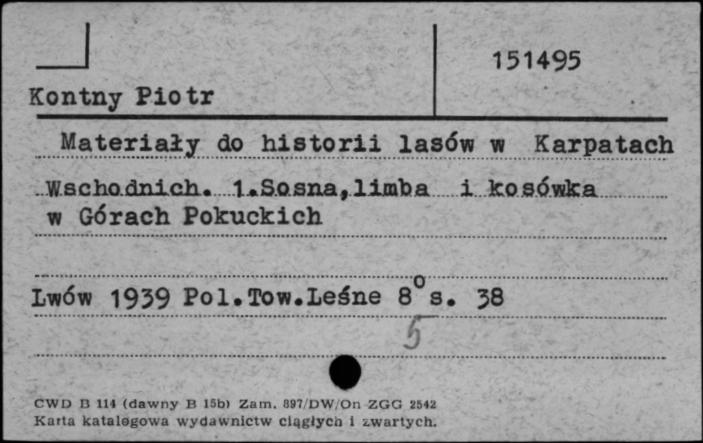 151495
Kontny Piotr
Materiały do historii lasów w Karpatach
Wschodnich. 1.Sosna,limba i kosówka
w Górach Pokuckich
Lwów 1939 Pol.Tow.Leśne 8° s. 38
5
CWD B 114 (dawny B 15b) Zam. 897/DW/On ZGG 2542
Karta katalogowa wydawnictw ciągłych i zwartych.